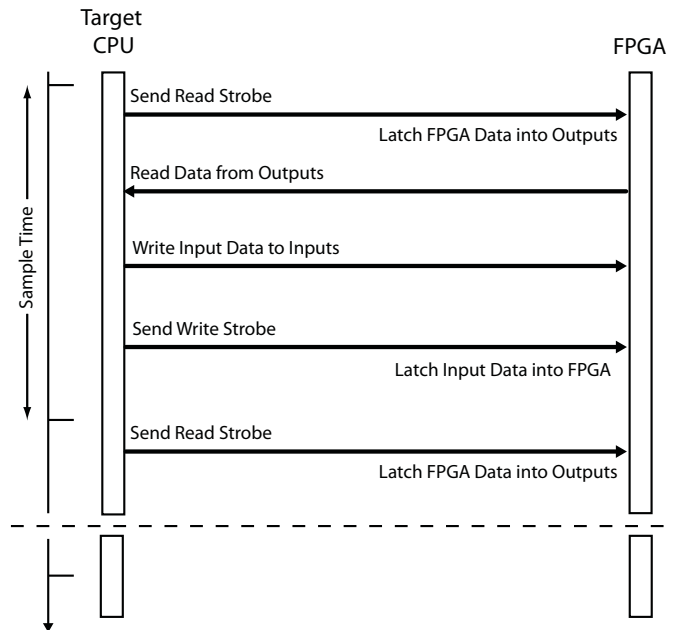 Target
CPU
FPGA
Send Read Strobe
Latch FPGA Data into Outputs
Read Data from Outputs
Sample Time
Write Input Data to Inputs
Send Write Strobe
Latch Input Data into FPGA
Send Read Strobe
Latch FPGA Data into Outputs